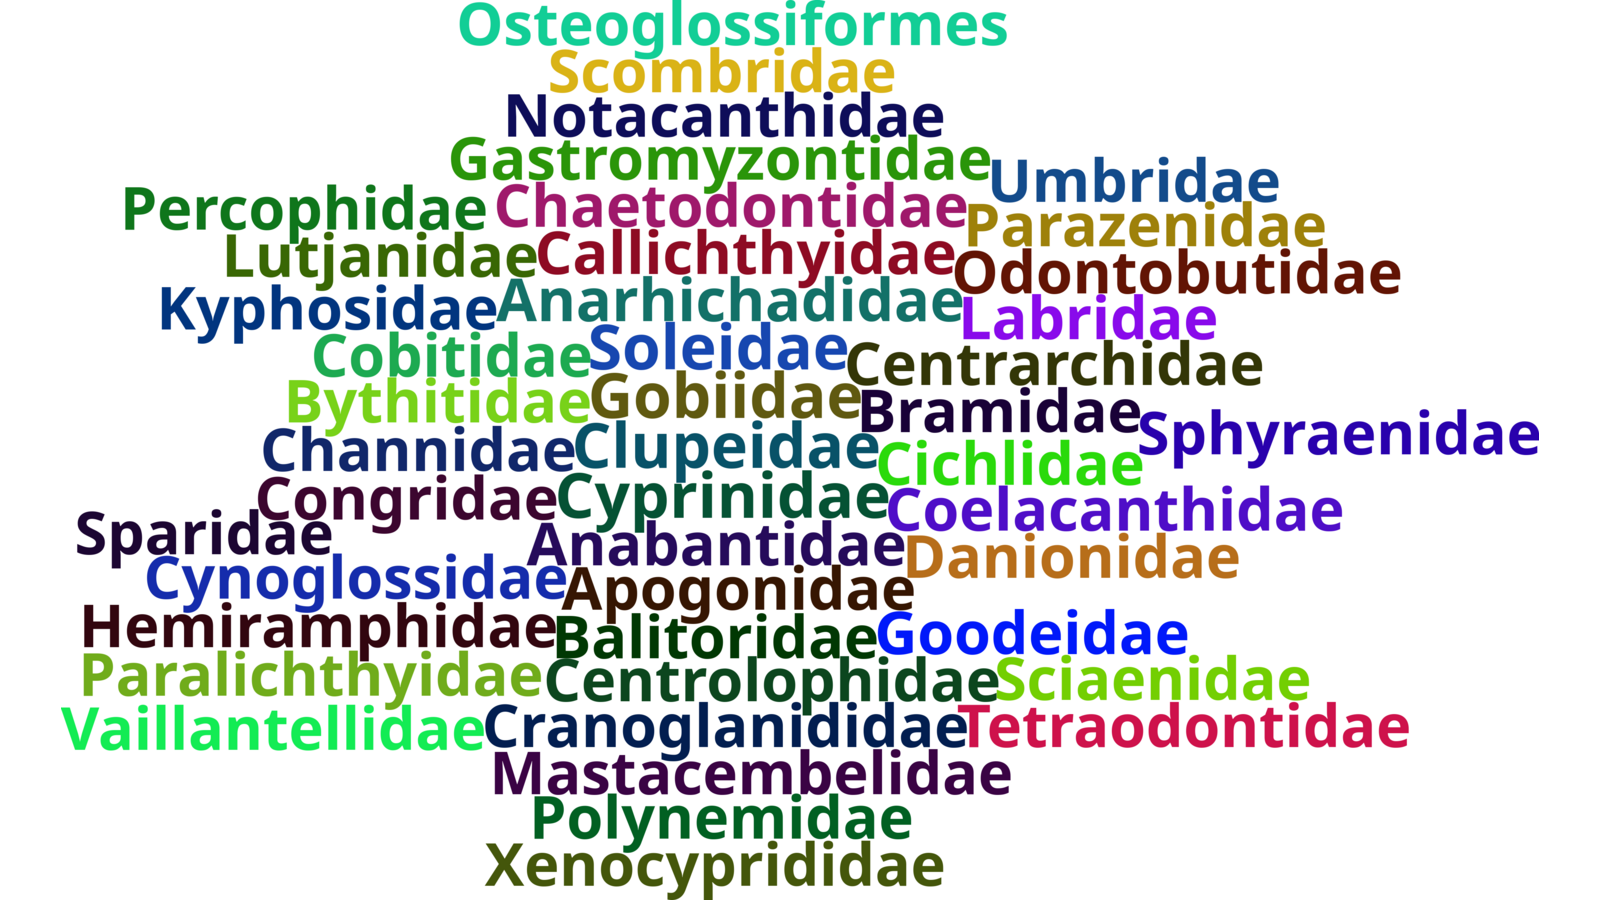 Osteoglossiformes
Scombridae
Notacanthidae
Gastromyzontidae
Umbridae
Percophidae Chaetodontidae
Parazenidae
Lutjanidae Callichthyidae
Odontobutidae
Kyphosidae Anarhichadidae
Labridae
Cobitidae Soleidae Centrarchidae
Bythitidae Gobiidae Bramidae
Sphyraenidae
Channidae Clupeidae Cichlidae
Congridae Cyprinidae Coelacanthidae
Sparidae Anabantidae Danionidae
Cynoglossidae Apogonidae
Hemiramphidae Balitoridae Goodeidae
Paralichthyidae Centrolophidae Sciaenidae
Vaillantellidae Cranoglanididae Tetraodontidae
Mastacembelidae
Polynemidae
Xenocyprididae